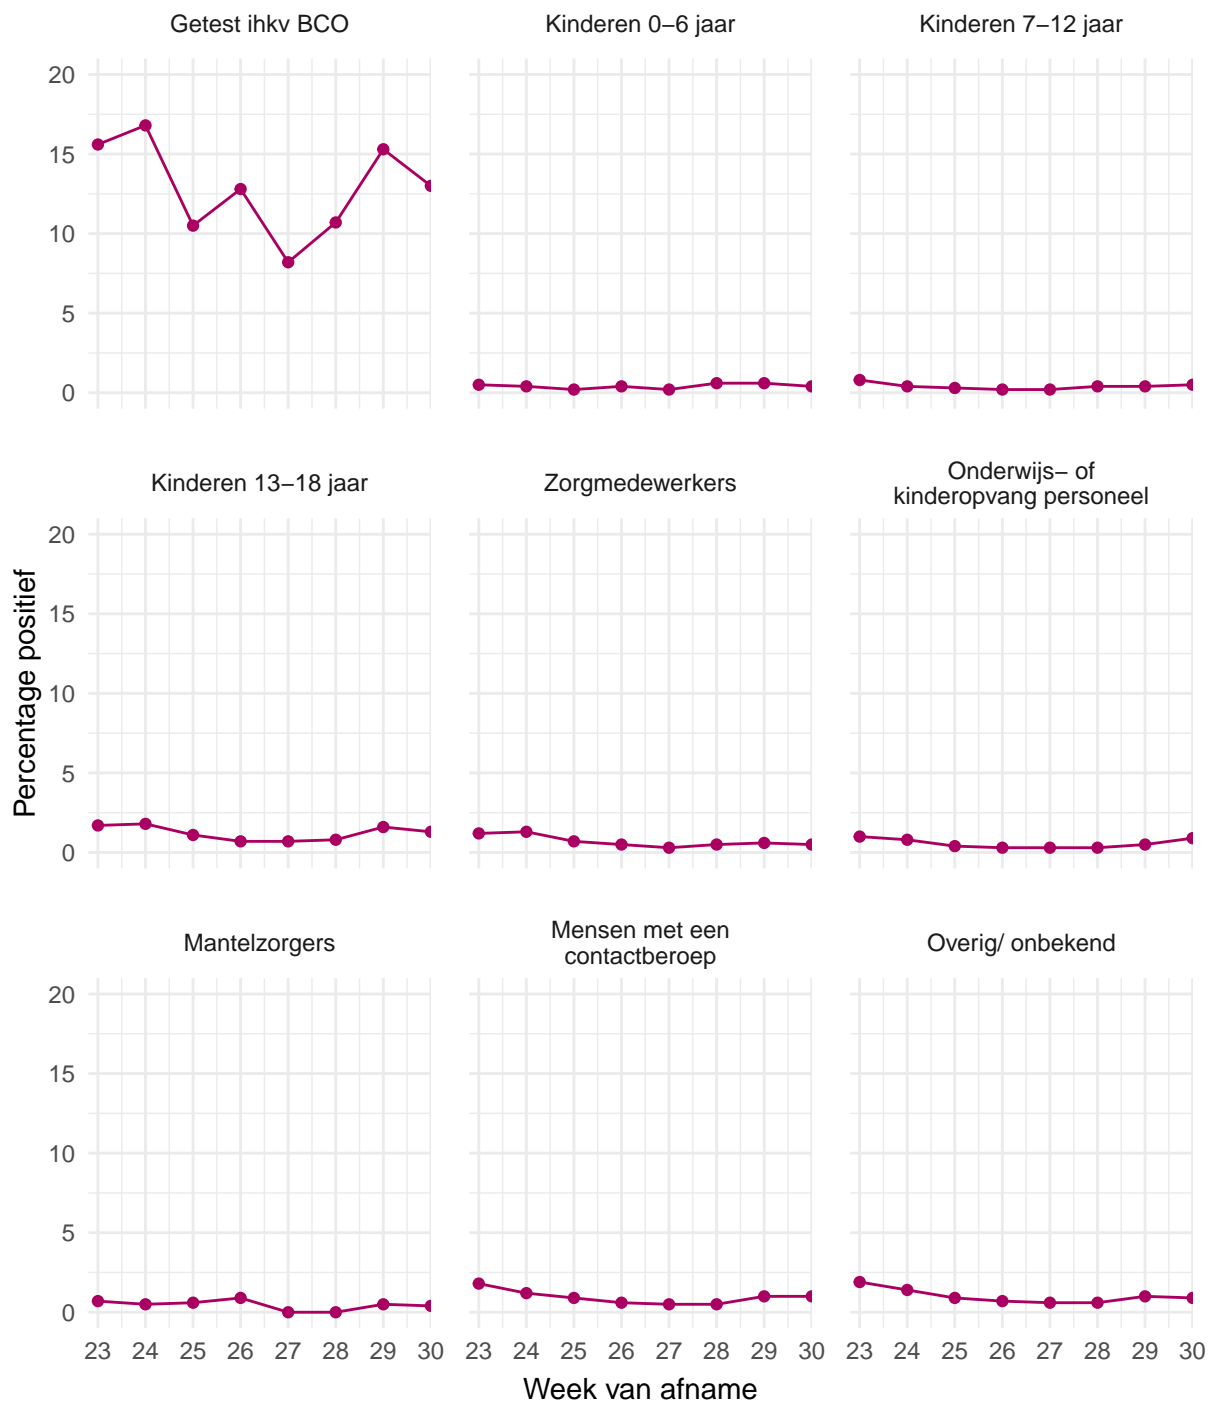 Getest ihkv BCO
Kinderen 0−6 jaar
Kinderen 7−12 jaar
20
15
10
5
0
Kinderen 13−18 jaar
Zorgmedewerkers
Onderwijs− of
kinderopvang personeel
20
15
10
5
0
Percentage positief
Mantelzorgers
Mensen met een
contactberoep
Overig/ onbekend
20
15
10
5
0
23 24 25 26 27 28 29 30
23 24 25 26 27 28 29 30
23 24 25 26 27 28 29 30
Week van afname